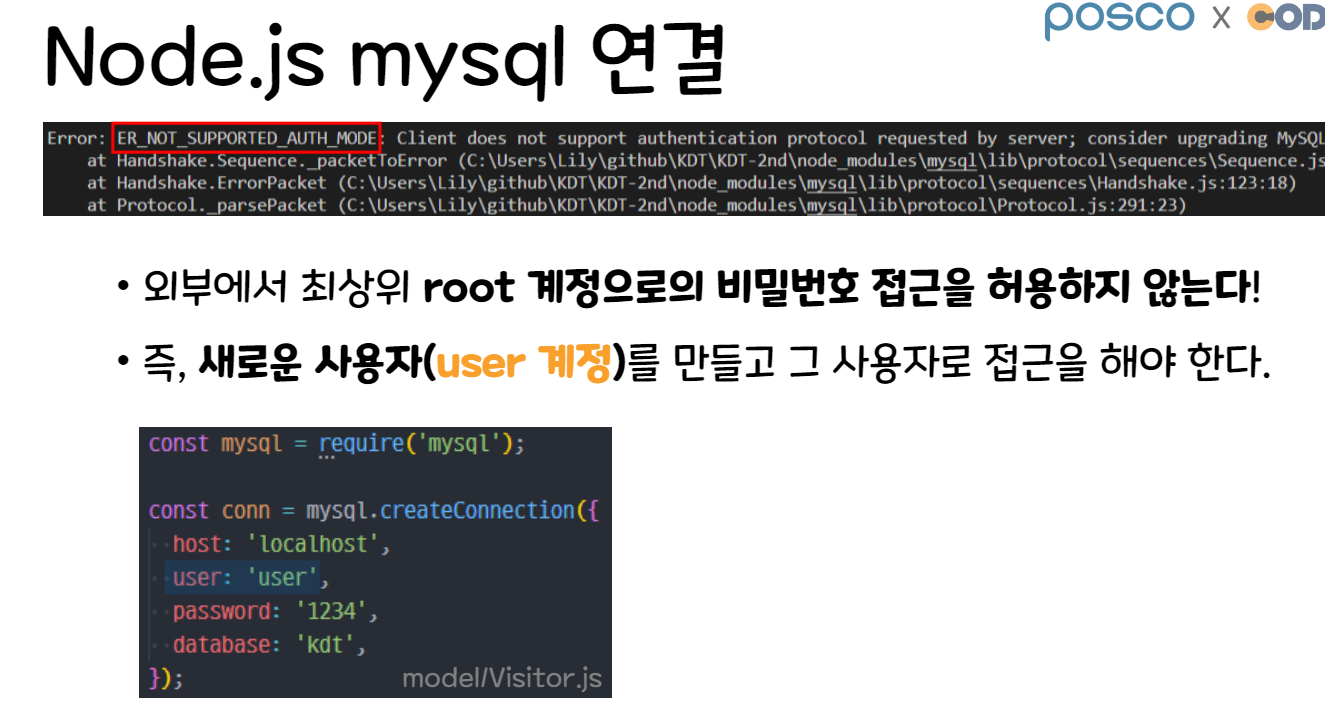 posco x COD
Node.js mysql 연결
Error: ER_NOT_SUPPORTED_AUTH_MODE: Client does not support authentication protocol requested by server; consider upgrading MySQL
at Handshake.Sequence._packetToError (C:\Users\Lily\github\KDT\KDT-2nd\node_modules\mysql\lib\protocol\sequences\Sequence.js
at Handshake.ErrorPacket (C:\Users\Lily\github\KDT\KDT-2nd\node_modules\mysql\lib\protocol\sequences\Handshake.js:123:18)
at Protocol._parsePacket (C:\Users\Lily\github\KDT\KDT-2nd\node_modules\mysql\lib\protocol\Protocol.js:291:23)
• 외부에서 최상위 root 계정으로의 비밀번호 접근을 허용하지 않는다!
• 즉, 새로운 사용자(user 계정)를 만들고 그 사용자로 접근을 해야 한다.
const mysql = require('mysql');
const conn = mysql.createConnection({
host: 'localhost',
user: 'user',
password: '1234',
database: 'kdt',
});
model/Visitor.js